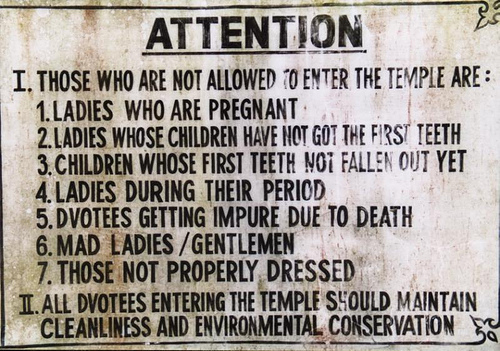 ATTENTION
I. THOSE WHO ARE NOT ALLOWED TO ENTER THE TEMPLE ARE :
1. LADIES WHO ARE PREGNANT
2. LADIES WHOSE CHILDREN HAVE NOT GOT THE FIRST TEETH
3. CHILDREN WHOSE FIRST TEETH NOT FALLEN OUT YET
4. LADIES DURING THEIR PERIOD
5. DVOTEES GETTING IMPURE DUE TO DEATH
6. MAD LADIES / GENTLEMEN
7. THOSE NOT PROPERLY DRESSED
II. ALL DVOTEES ENTERING THE TEMPLE SHOULD MAINTAIN
CLEANLINESS AND ENVIRONMENTAL CONSERVATION